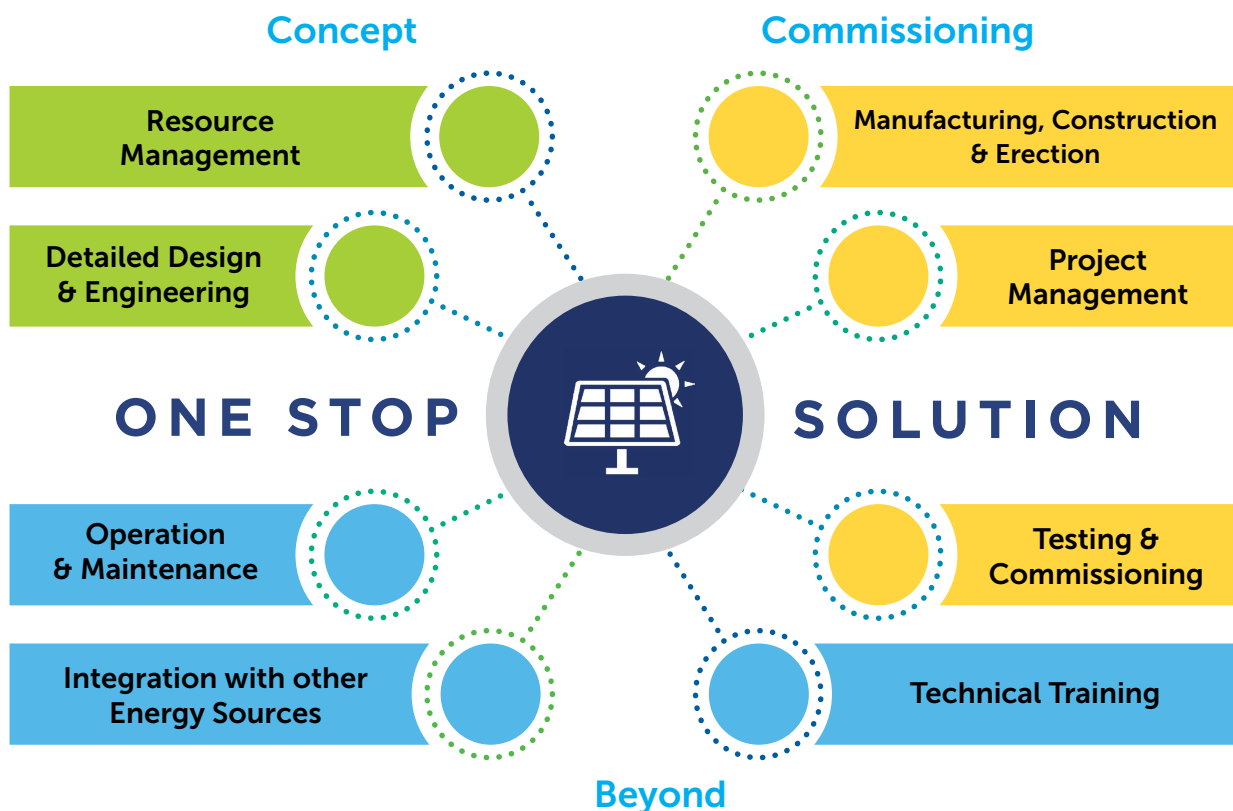 Concept
Commissioning
Resource
Management
Manufacturing, Construction
& Erection
Detailed Design
& Engineering
Project
Management
ONE STOP
SOLUTION
Operation
& Maintenance
Testing &
Commissioning
Integration with other
Energy Sources
Technical Training
Beyond